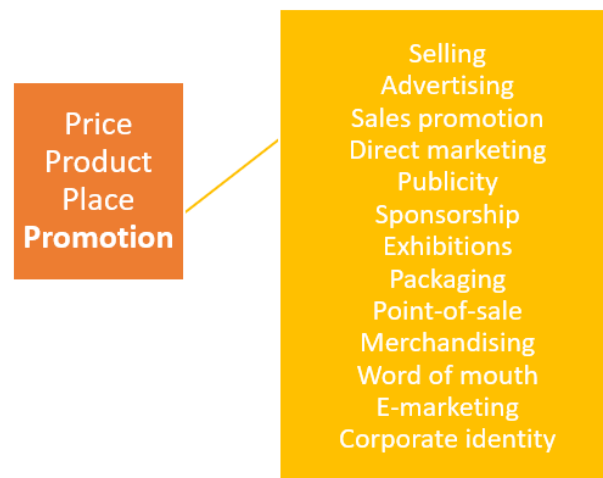 Price
Product
Place
Promotion
Selling
Advertising
Sales promotion
Direct marketing
Publicity
Sponsorship
Exhibitions
Packaging
Point-of-sale
Merchandising
Word of mouth
E-marketing
Corporate identity